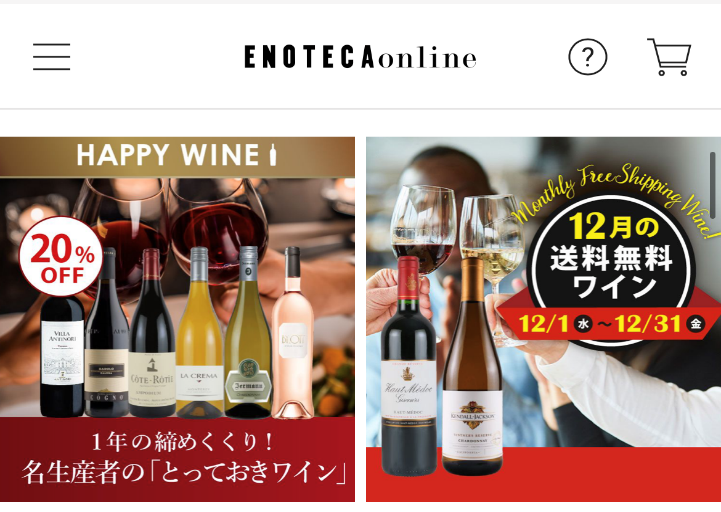 ENOTECAonline
?
HAPPY WINE
20%
OFF
VILLA
ANTINORI
CÔTE-RÔTIE
LA CREMA
Jermann
1年の締めくくり!
名生産者の「とっておきワイン」
Monthly Free Shipping Wine!
12月の
送料無料
ワイン
12/1 水 〜12/31 金
Haut-Médoc
HAUT-MÉDOC
KENDALL-JACKSON
CHARDONNAY